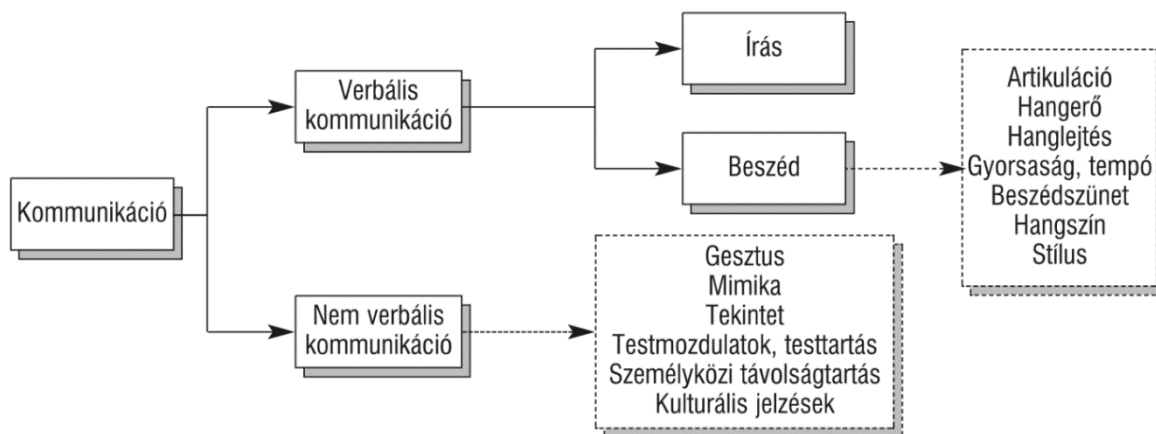 Kommunikáció
Verbális
kommunikáció
Nem verbális
kommunikáció
Írás
Beszéd
Artikuláció
Hangerő
Hanglejtés
Gyorsaság, tempó
Beszédszünet
Hangszín
Stílus
Gesztus
Mimika
Tekintet
Testmozdulatok, testtartás
Személyközi távolságtartás
Kulturális jelzések